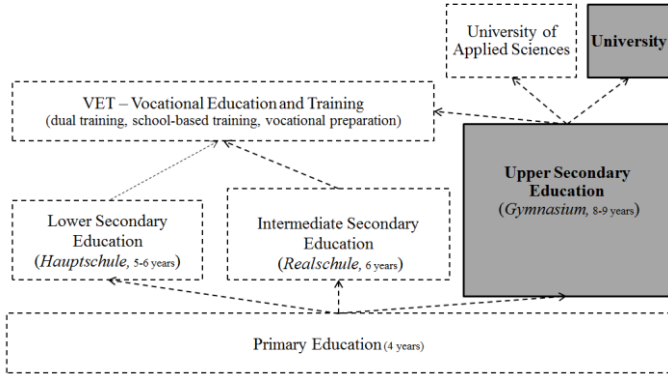 University of
Applied Sciences
University
VET – Vocational Education and Training
(dual training, school-based training, vocational preparation)
Upper Secondary
Education
(Gymnasium, 8-9 years)
Lower Secondary
Education
(Hauptschule, 5-6 years)
Intermediate Secondary
Education
(Realschule, 6 years)
Primary Education (4 years)